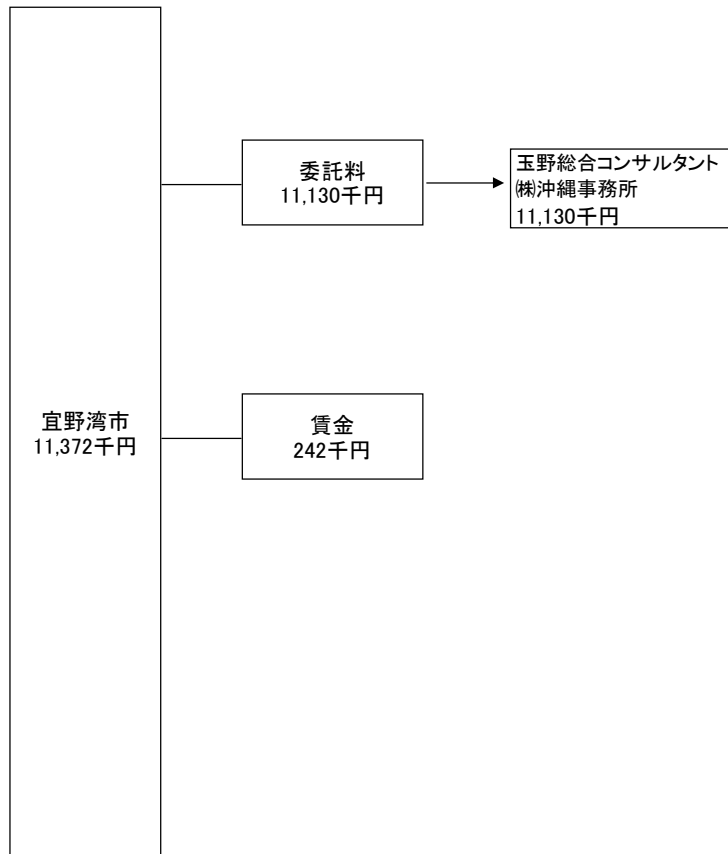 委託料
11,130千円
玉野総合コンサルタント
㈱沖縄事務所
11,130千円
宜野湾市
11,372千円
賃金
242千円